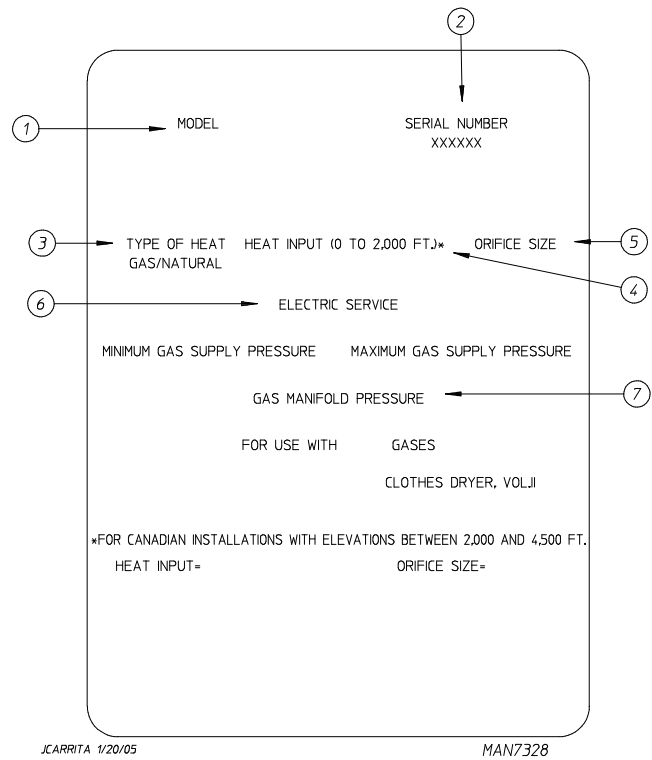 2
1
MODEL
SERIAL NUMBER
XXXXXX
3
TYPE OF HEAT
GAS/NATURAL
HEAT INPUT (0 TO 2,000 FT.)*
ORIFICE SIZE
5
4
6
ELECTRIC SERVICE
MINIMUM GAS SUPPLY PRESSURE
MAXIMUM GAS SUPPLY PRESSURE
GAS MANIFOLD PRESSURE
7
FOR USE WITH GASES
CLOTHES DRYER, VOL.II
*FOR CANADIAN INSTALLATIONS WITH ELEVATIONS BETWEEN 2,000 AND 4,500 FT.
HEAT INPUT=
ORIFICE SIZE=
JCARRITA 1/20/05
MAN7328